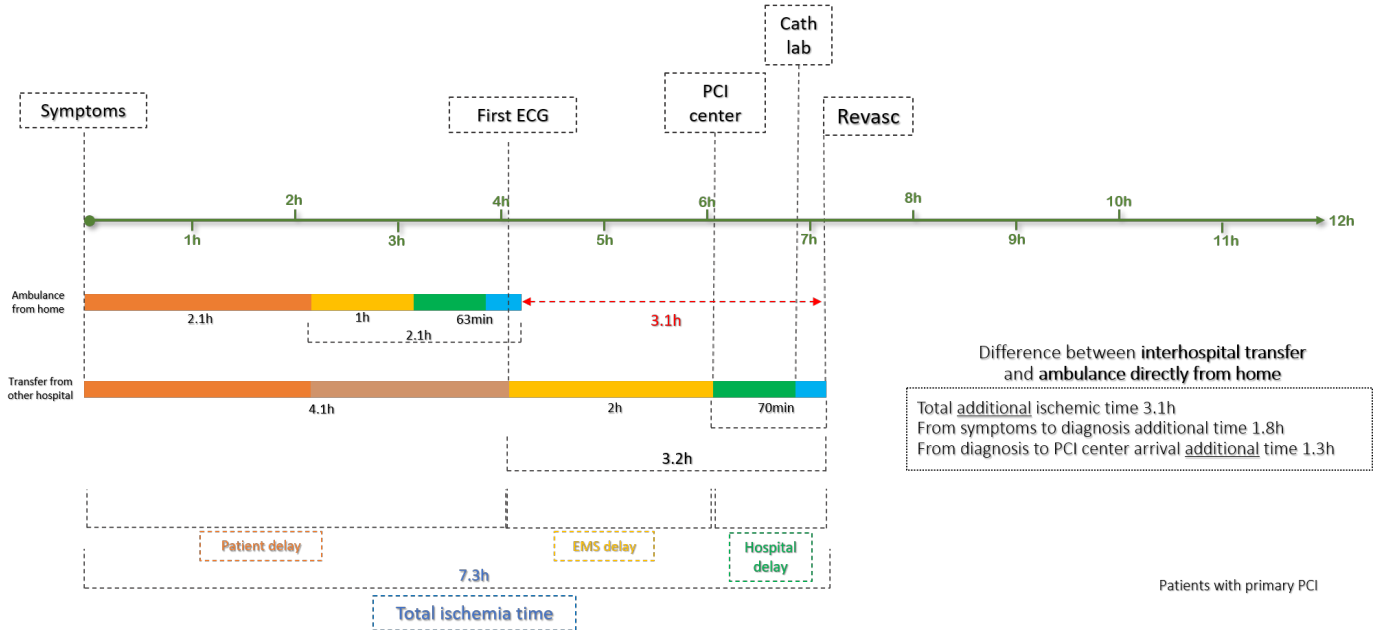 Cath
lab
Symptoms
First ECG
PCI
center
Revasc
2h
4h
6h
8h
10h
12h
1h
3h
5h
7h
9h
11h
Ambulance
from home
2.1h
1h
63min
2.1h
3.1h
Transfer from
other hospital
4.1h
2h
70min
3.2h
Difference between interhospital transfer
and ambulance directly from home
Total additional ischemic time 3.1h
From symptoms to diagnosis additional time 1.8h
From diagnosis to PCI center arrival additional time 1.3h
Patient delay
EMS delay
Hospital
delay
7.3h
Total ischemia time
Patients with primary PCI